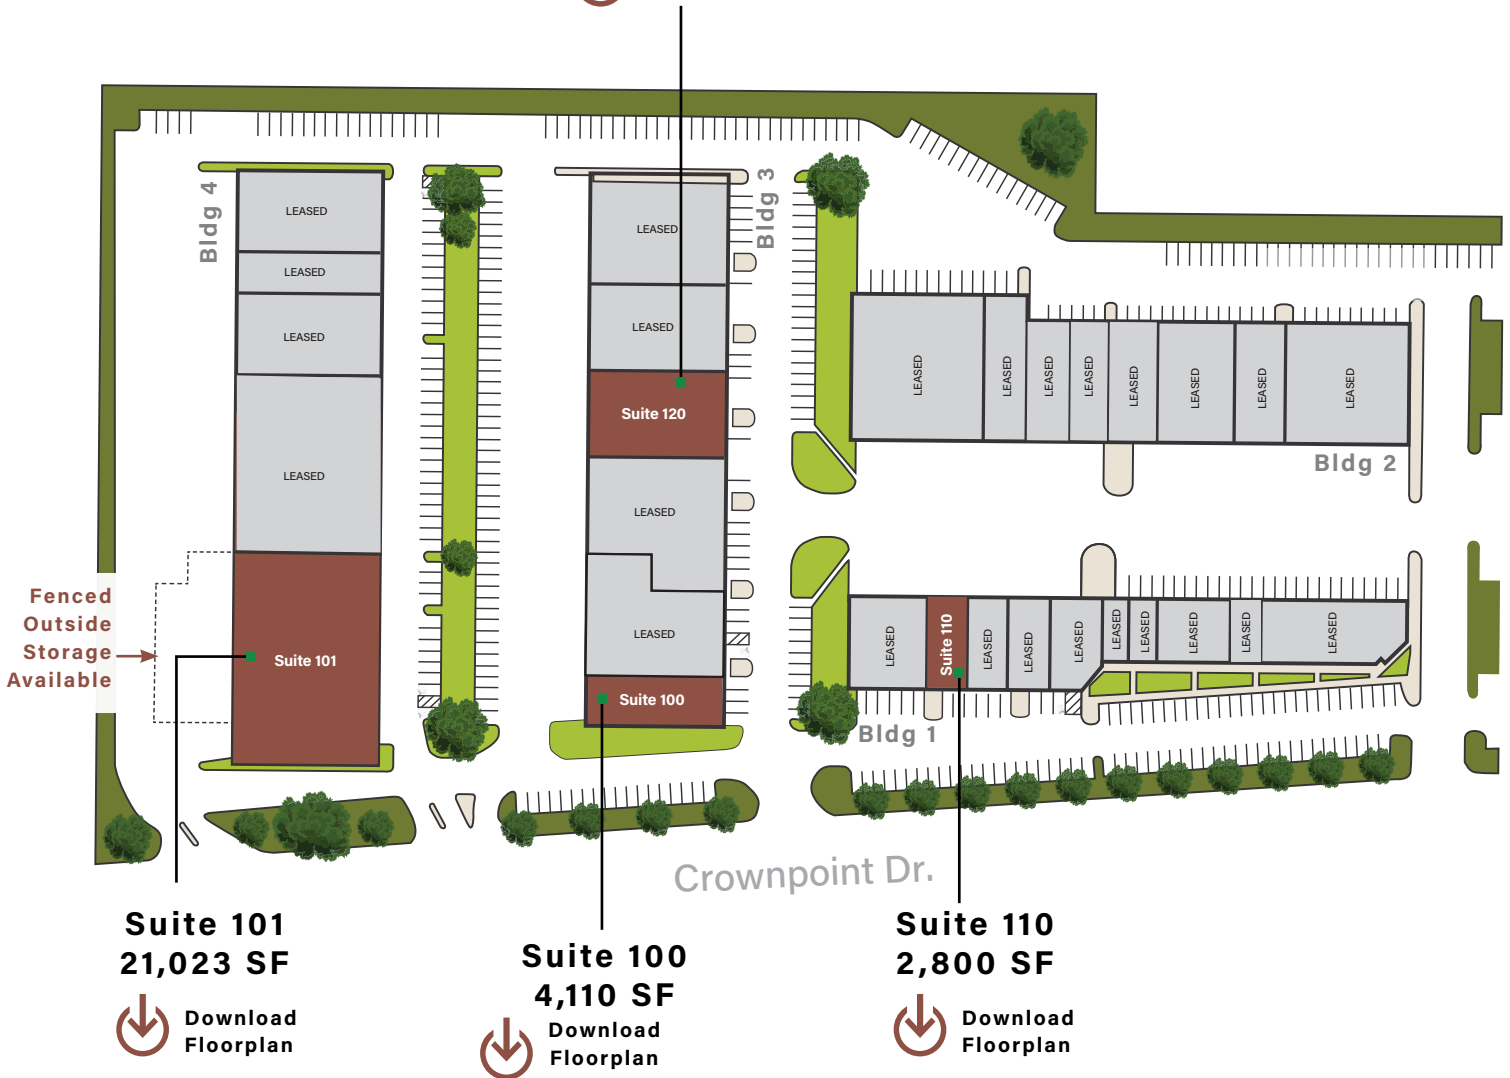 Bldg 4
LEASED
LEASED
LEASED
LEASED
Suite 101
Fenced
Outside
Storage
Available
Bldg 3
LEASED
LEASED
Suite 120
LEASED
LEASED
Suite 100
LEASED
LEASED
LEASED
LEASED
LEASED
LEASED
LEASED
LEASED
Bldg 2
LEASED
Suite 110
LEASED
LEASED
LEASED
LEASED
LEASED
LEASED
LEASED
LEASED
Bldg 1
Crownpoint Dr.
Suite 101
21,023 SF
Download
Floorplan
Suite 100
4,110 SF
Download
Floorplan
Suite 110
2,800 SF
Download
Floorplan